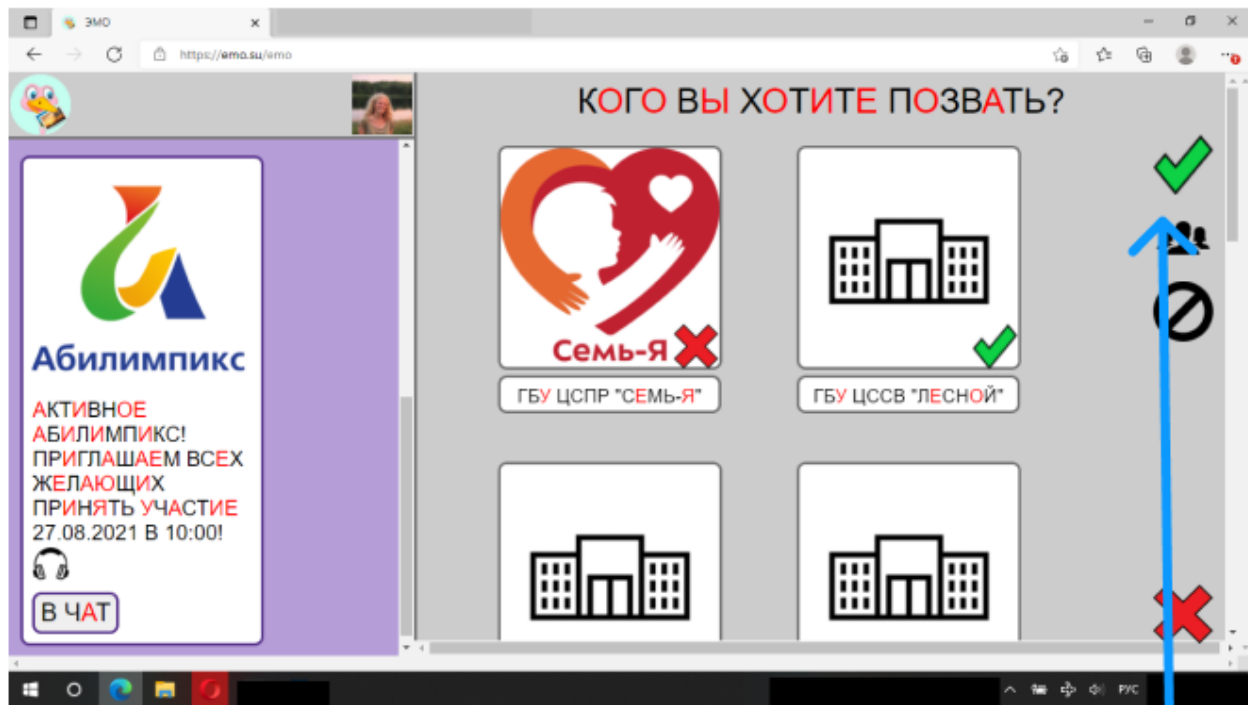 ЭМО
https://emo.su/emo
КОГО ВЫ ХОТИТЕ ПОЗВАТЬ?
Абилимпикс
АКТИВНОЕ
АБИЛИМПИКС!
ПРИГЛАШАЕМ ВСЕХ
ЖЕЛАЮЩИХ
ПРИНЯТЬ УЧАСТИЕ
27.08.2021 В 10:00!
В ЧАТ
Семь-Я
ГБУ ЦСПР "СЕМЬ-Я"
ГБУ ЦССВ "ЛЕСНОЙ"
РУС